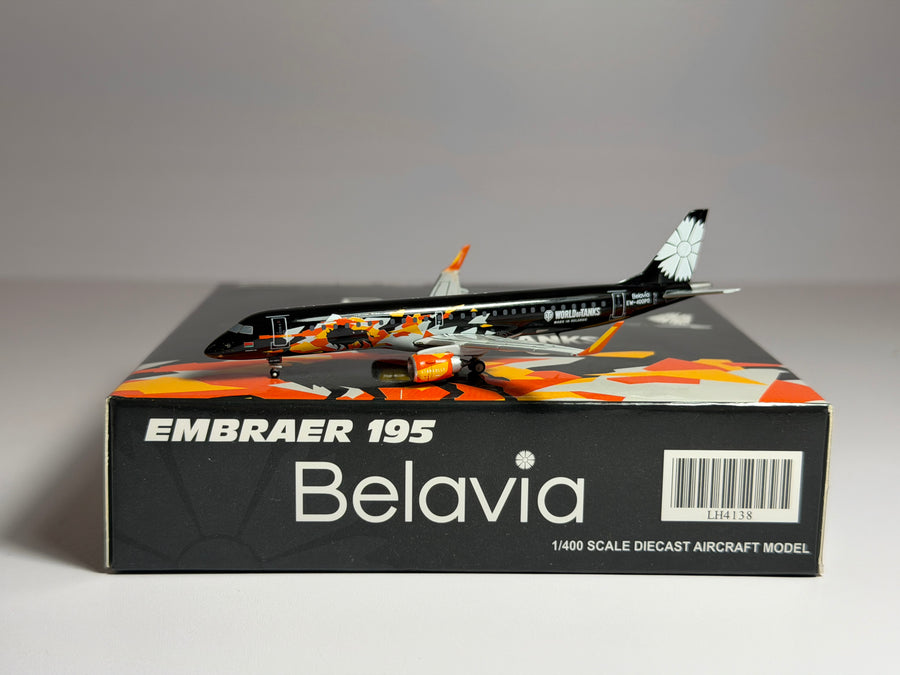 Belavia
EW-400PO
WORLD OF TANKS
MADE IN BELARUS
ANKS
EMBRAER 195
Belavia
LH4138
1/400 SCALE DIECAST AIRCRAFT MODEL